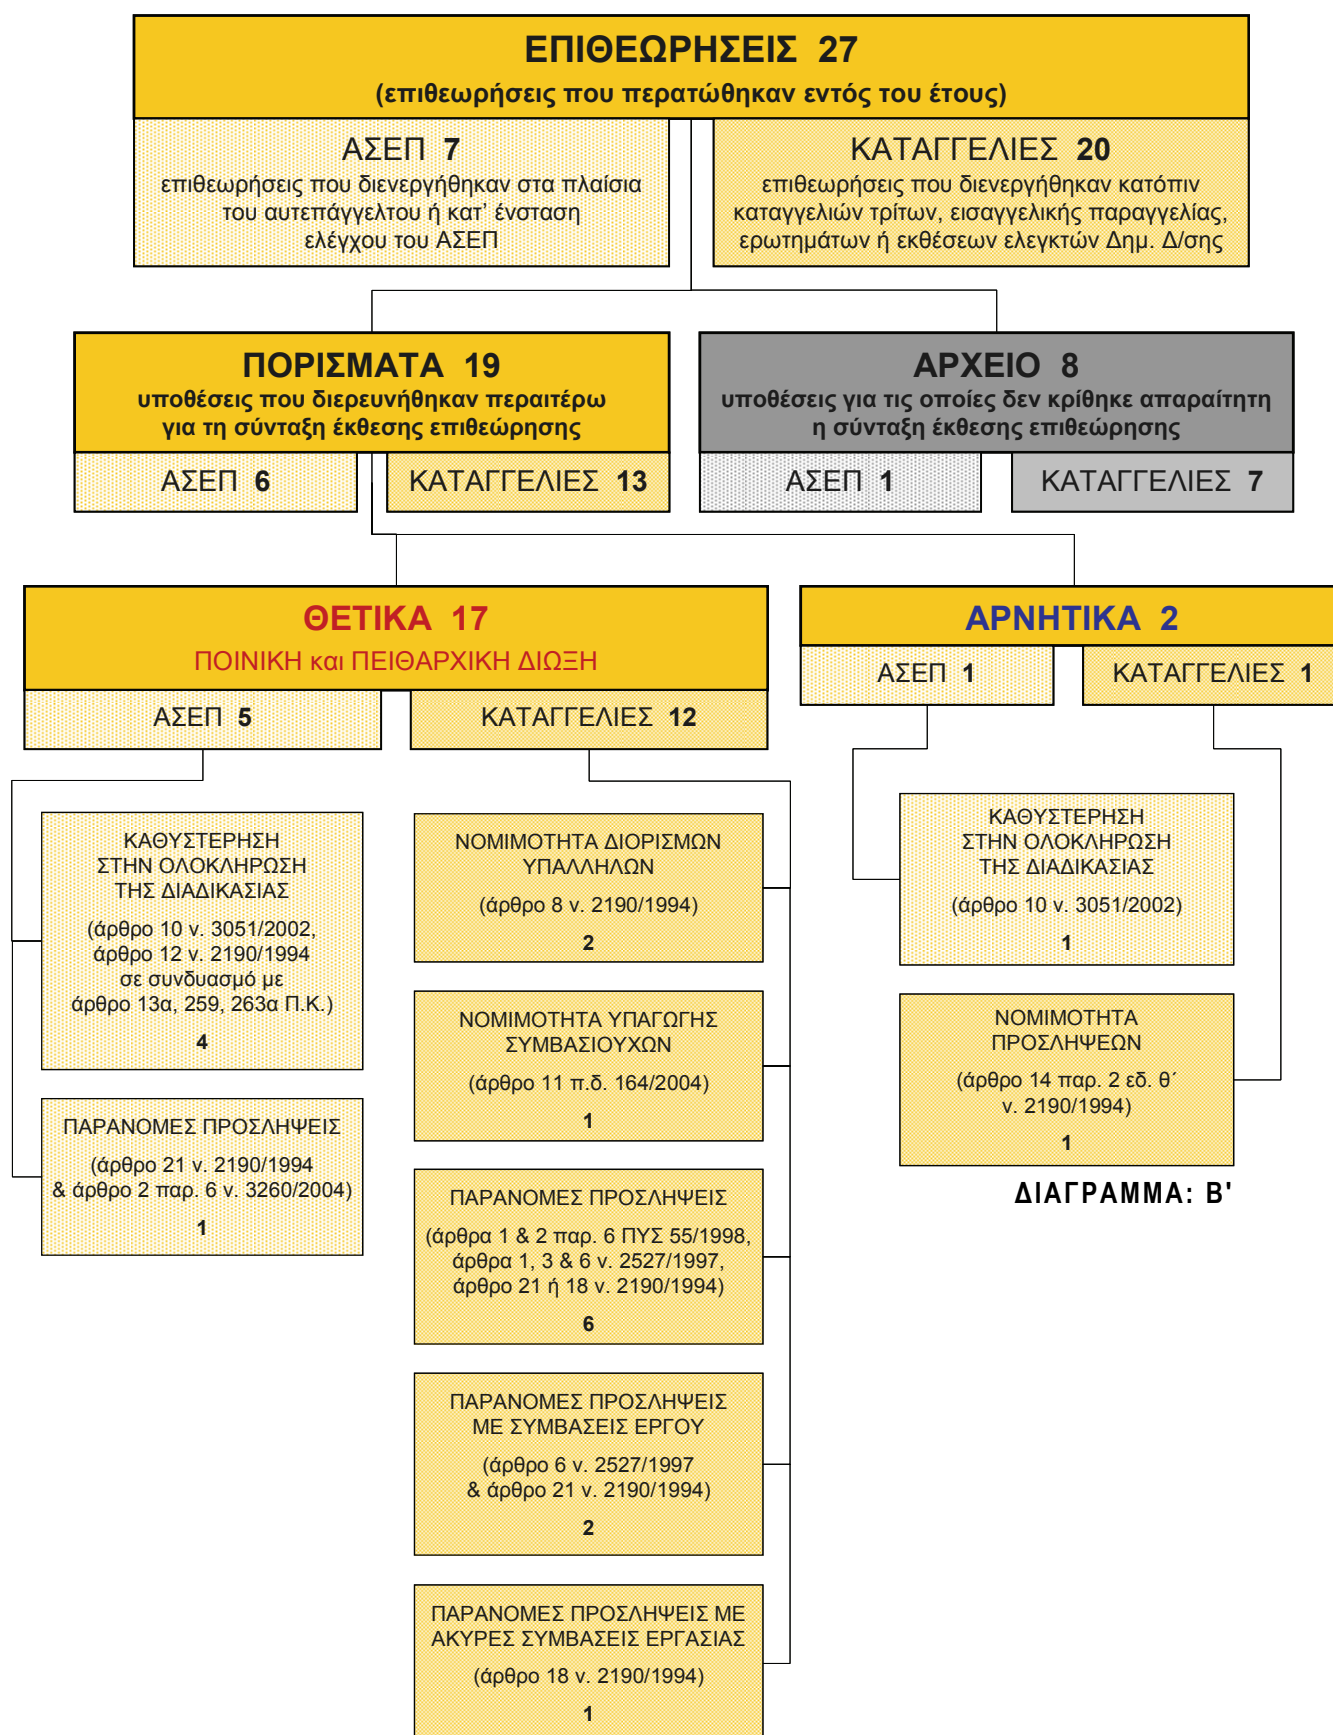 ΕΠΙΘΕΩΡΗΣΕΙΣ 27
(επιθεωρήσεις που περατώθηκαν εντός του έτους)
ΑΣΕΠ 7
επιθεωρήσεις που διενεργήθηκαν στα πλαίσια
του αυτεπάγγελτου ή κατ’ ένσταση
ελέγχου του ΑΣΕΠ
ΚΑΤΑΓΓΕΛΙΕΣ 20
επιθεωρήσεις που διενεργήθηκαν κατόπιν
καταγγελιών τρίτων, εισαγγελικής παραγγελίας,
ερωτημάτων ή εκθέσεων ελεγκτών Δημ. Δ/σης
ΠΟΡΙΣΜΑΤΑ 19
υποθέσεις που διερευνήθηκαν περαιτέρω
για τη σύνταξη έκθεσης επιθεώρησης
ΑΣΕΠ 6
ΚΑΤΑΓΓΕΛΙΕΣ 13
ΑΡΧΕΙΟ 8
υποθέσεις για τις οποίες δεν κρίθηκε απαραίτητη
η σύνταξη έκθεσης επιθεώρησης
ΑΣΕΠ 1
ΚΑΤΑΓΓΕΛΙΕΣ 7
ΘΕΤΙΚΑ 17
ΠΟΙΝΙΚΗ και ΠΕΙΘΑΡΧΙΚΗ ΔΙΩΞΗ
ΑΣΕΠ 5
ΚΑΤΑΓΓΕΛΙΕΣ 12
ΑΡΝΗΤΙΚΑ 2
ΑΣΕΠ 1
ΚΑΤΑΓΓΕΛΙΕΣ 1
ΚΑΘΥΣΤΕΡΗΣΗ
ΣΤΗΝ ΟΛΟΚΛΗΡΩΣΗ
ΤΗΣ ΔΙΑΔΙΚΑΣΙΑΣ
(άρθρο 10 ν. 3051/2002,
άρθρο 12 ν. 2190/1994
σε συνδυασμό με
άρθρο 13α, 259, 263α Π.Κ.)
4
ΠΑΡΑΝΟΜΕΣ ΠΡΟΣΛΗΨΕΙΣ
(άρθρο 21 ν. 2190/1994
& άρθρο 2 παρ. 6 ν. 3260/2004)
1
ΝΟΜΙΜΟΤΗΤΑ ΔΙΟΡΙΣΜΩΝ
ΥΠΑΛΛΗΛΩΝ
(άρθρο 8 ν. 2190/1994)
2
ΝΟΜΙΜΟΤΗΤΑ ΥΠΑΓΩΓΗΣ
ΣΥΜΒΑΣΙΟΥΧΩΝ
(άρθρο 11 π.δ. 164/2004)
1
ΠΑΡΑΝΟΜΕΣ ΠΡΟΣΛΗΨΕΙΣ
(άρθρα 1 & 2 παρ. 6 ΠΥΣ 55/1998,
άρθρα 1, 3 & 6 ν. 2527/1997,
άρθρο 21 ή 18 ν. 2190/1994)
6
ΠΑΡΑΝΟΜΕΣ ΠΡΟΣΛΗΨΕΙΣ
ΜΕ ΣΥΜΒΑΣΕΙΣ ΕΡΓΟΥ
(άρθρο 6 ν. 2527/1997
& άρθρο 21 ν. 2190/1994)
2
ΠΑΡΑΝΟΜΕΣ ΠΡΟΣΛΗΨΕΙΣ ΜΕ
ΑΚΥΡΕΣ ΣΥΜΒΑΣΕΙΣ ΕΡΓΑΣΙΑΣ
(άρθρο 18 ν. 2190/1994)
1
ΚΑΘΥΣΤΕΡΗΣΗ
ΣΤΗΝ ΟΛΟΚΛΗΡΩΣΗ
ΤΗΣ ΔΙΑΔΙΚΑΣΙΑΣ
(άρθρο 10 ν. 3051/2002)
1
ΝΟΜΙΜΟΤΗΤΑ
ΠΡΟΣΛΗΨΕΩΝ
(άρθρο 14 παρ. 2 εδ. θ΄
ν. 2190/1994)
1
ΔΙΑΓΡΑΜΜΑ: Β'